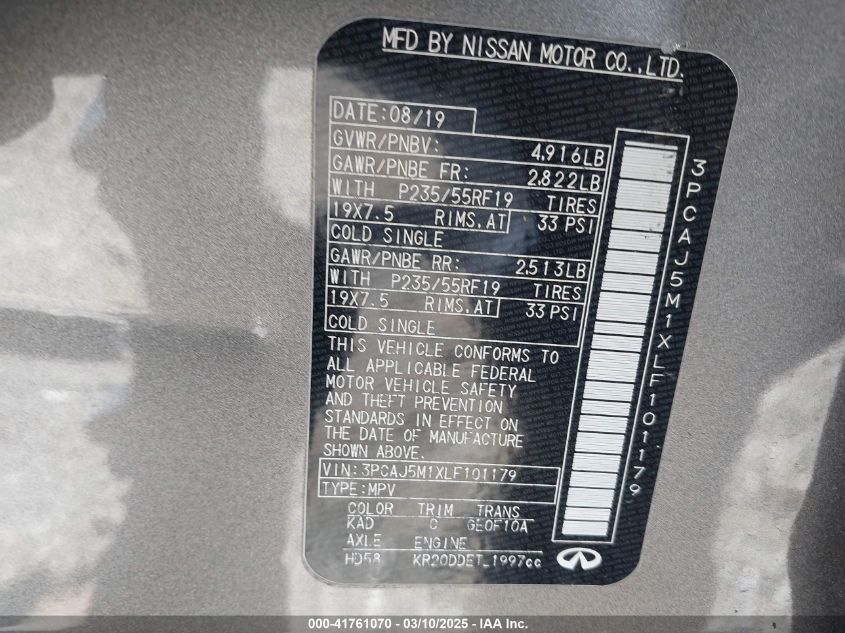 MFD BY NISSAN MOTOR CO.,LTD.
DATE:08/19
GVWR/PNBV: 4,916LB
GAWR/PNBE FR: 2,822LB
WITH P235/55RF19 TIRES
19X7.5 RIMS,AT 33 PSI
COLD SINGLE
GAWR/PNBE RR: 2,513LB
WITH P235/55RF19 TIRES
19X7.5 RIMS,AT 33 PSI
COLD SINGLE
THIS VEHICLE CONFORMS TO
ALL APPLICABLE FEDERAL
MOTOR VEHICLE SAFETY
AND THEFT PREVENTION
STANDARDS IN EFFECT ON
THE DATE OF MANUFACTURE
SHOWN ABOVE.
VIN:3PCAJ5M1XLF101179
TYPE:MPV
COLOR TRIM TRANS
KAD C GE0F10A
AXLE ENGINE
HD58 KR20DDET 1997cc
3PCAJ5M1XLF101179
000-41761070 - 03/10/2025 - IAA Inc.